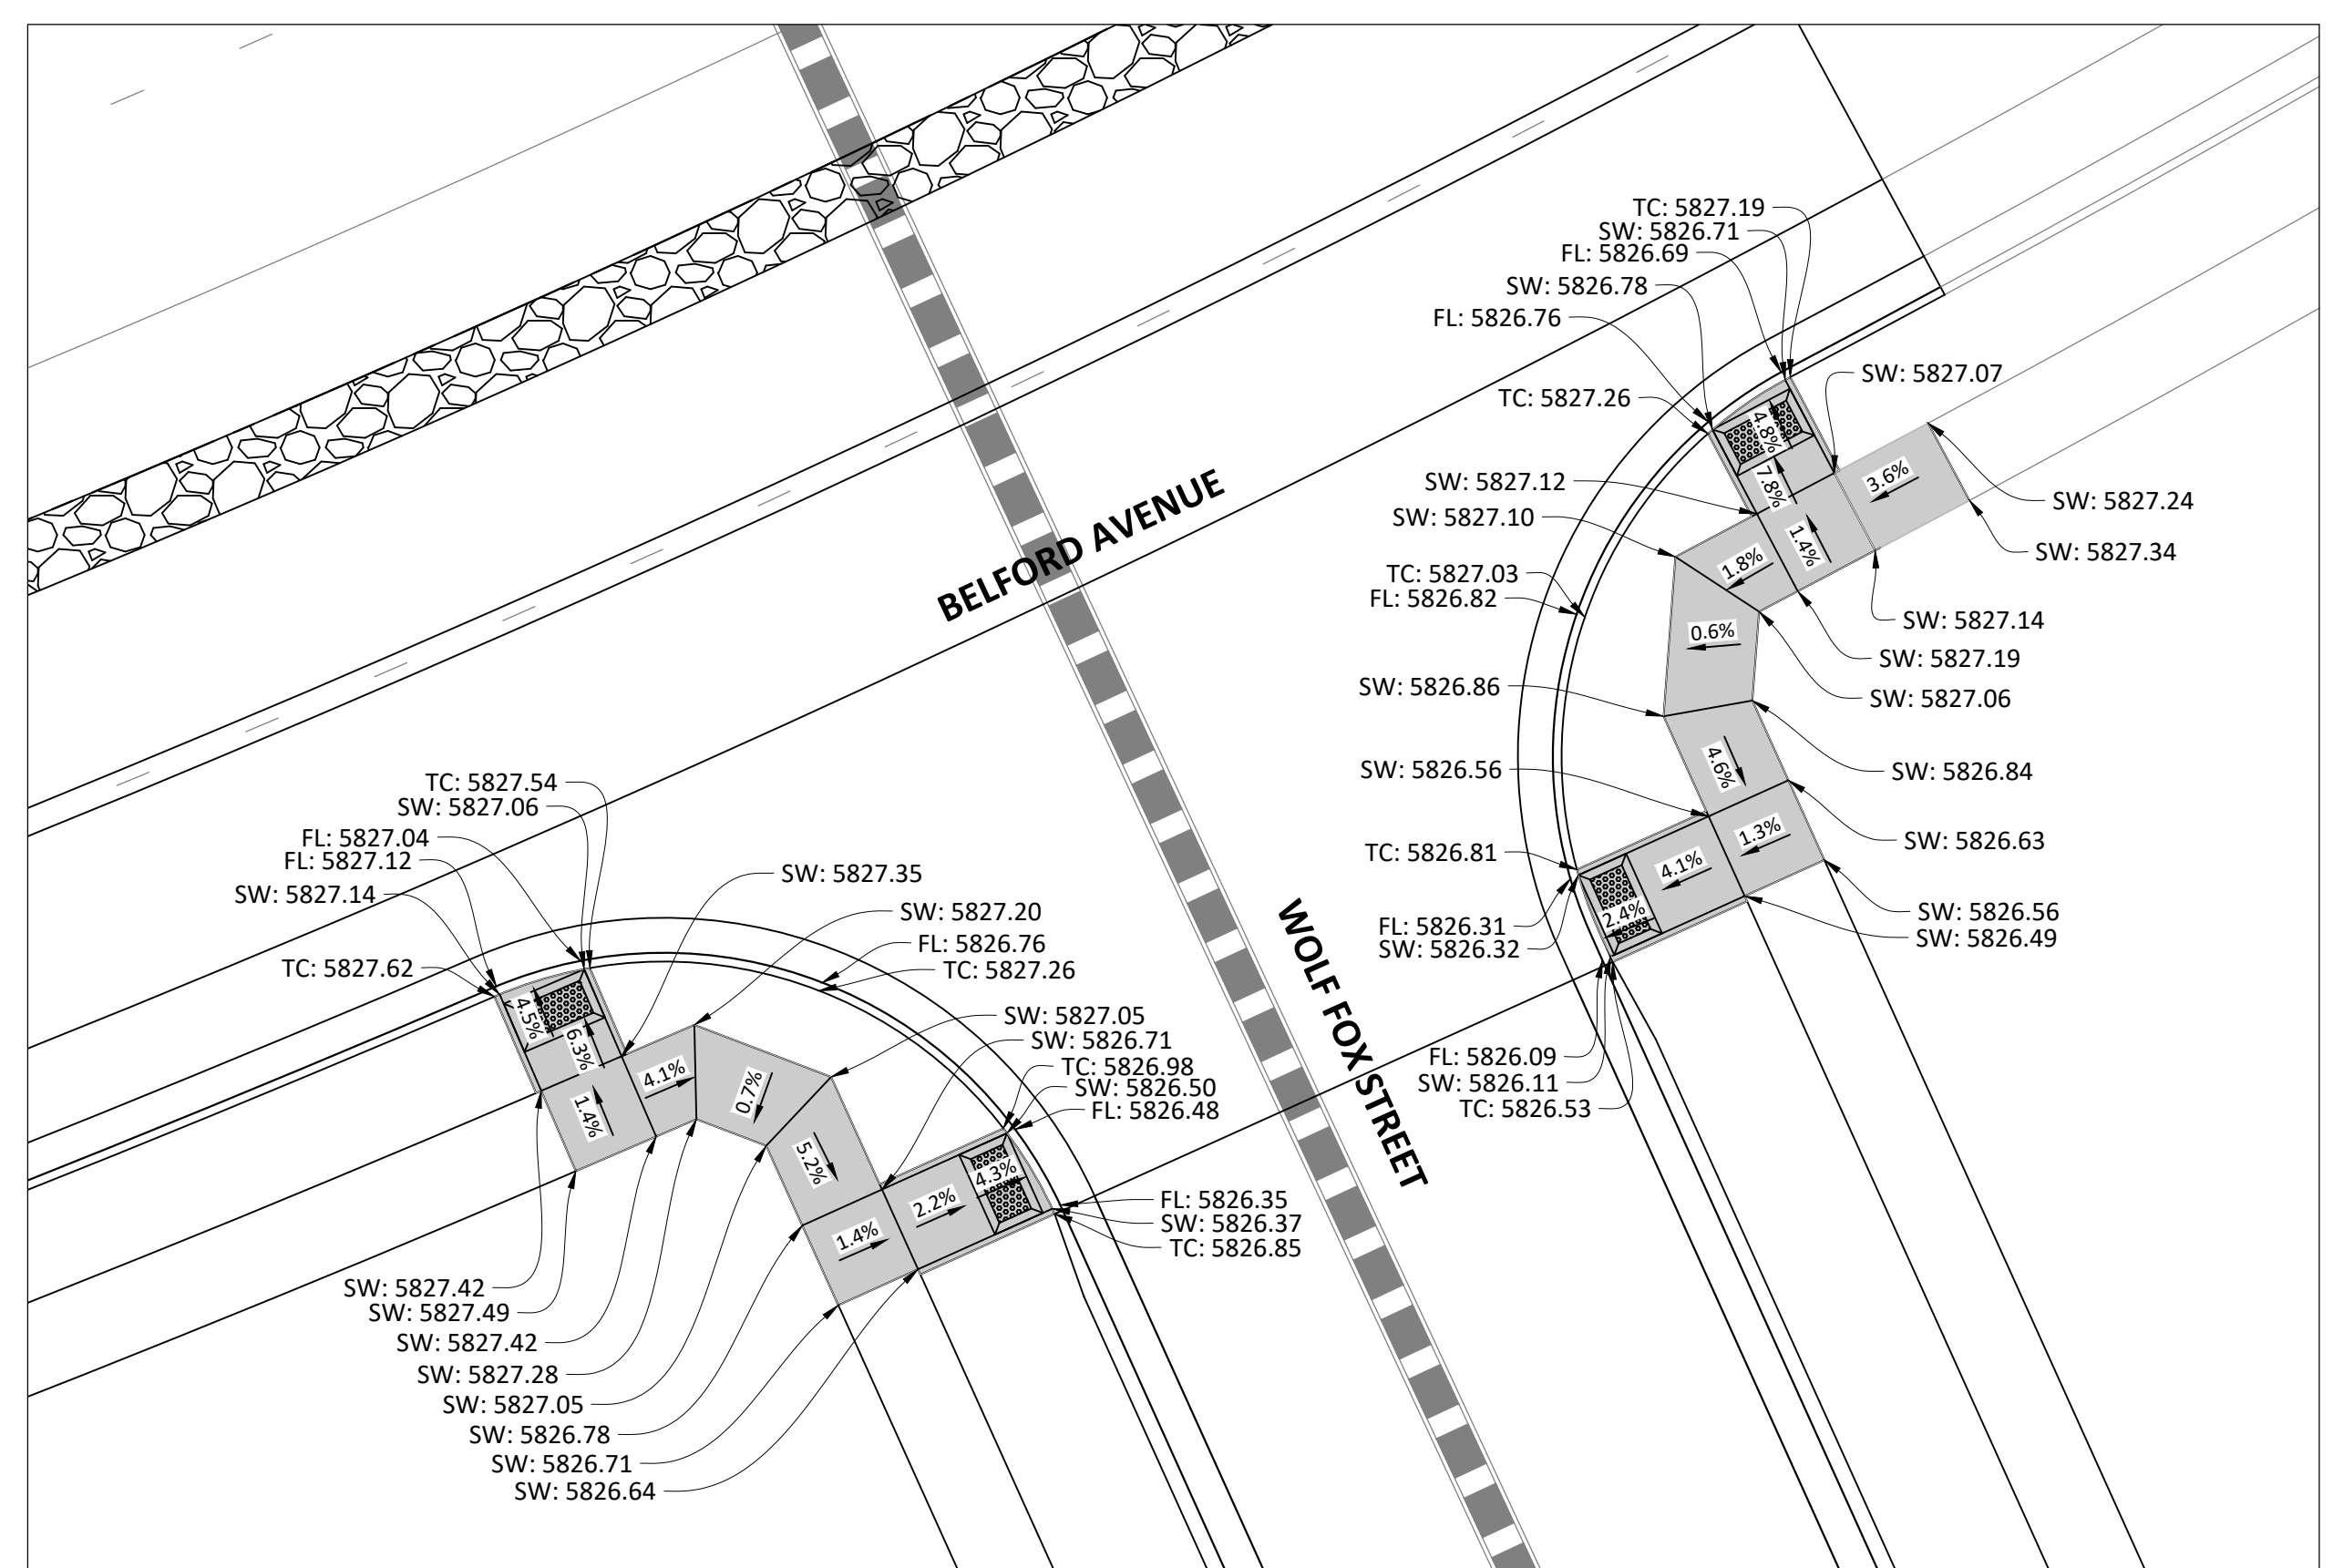 TC: 5827.19
SW: 5826.71
FL: 5826.69
SW: 5826.78
FL: 5826.76
TC: 5827.26
SW: 5827.07
4.8%
7.8%
3.6%
SW: 5827.12
SW: 5827.24
SW: 5827.10
SW: 5827.34
1.4%
1.8%
TC: 5827.03
FL: 5826.82
SW: 5827.14
0.6%
SW: 5827.19
SW: 5826.86
SW: 5827.06
4.6%
SW: 5826.56
SW: 5826.84
1.3%
SW: 5826.63
TC: 5826.81
4.1%
2.4%
SW: 5826.56
FL: 5826.31
SW: 5826.49
SW: 5826.32
FL: 5826.09
SW: 5826.11
TC: 5826.53
BELFORD AVENUE
WOLF FOX STREET
TC: 5827.54
SW: 5827.06
FL: 5827.04
FL: 5827.12
SW: 5827.14
TC: 5827.62
SW: 5827.35
SW: 5827.20
FL: 5826.76
TC: 5827.26
4.5%
6.3%
SW: 5827.05
SW: 5826.71
TC: 5826.98
SW: 5826.50
FL: 5826.48
4.1%
0.7%
1.4%
5.2%
4.3%
2.2%
1.4%
FL: 5826.35
SW: 5826.37
TC: 5826.85
SW: 5827.42
SW: 5827.49
SW: 5827.42
SW: 5827.28
SW: 5827.05
SW: 5826.78
SW: 5826.71
SW: 5826.64